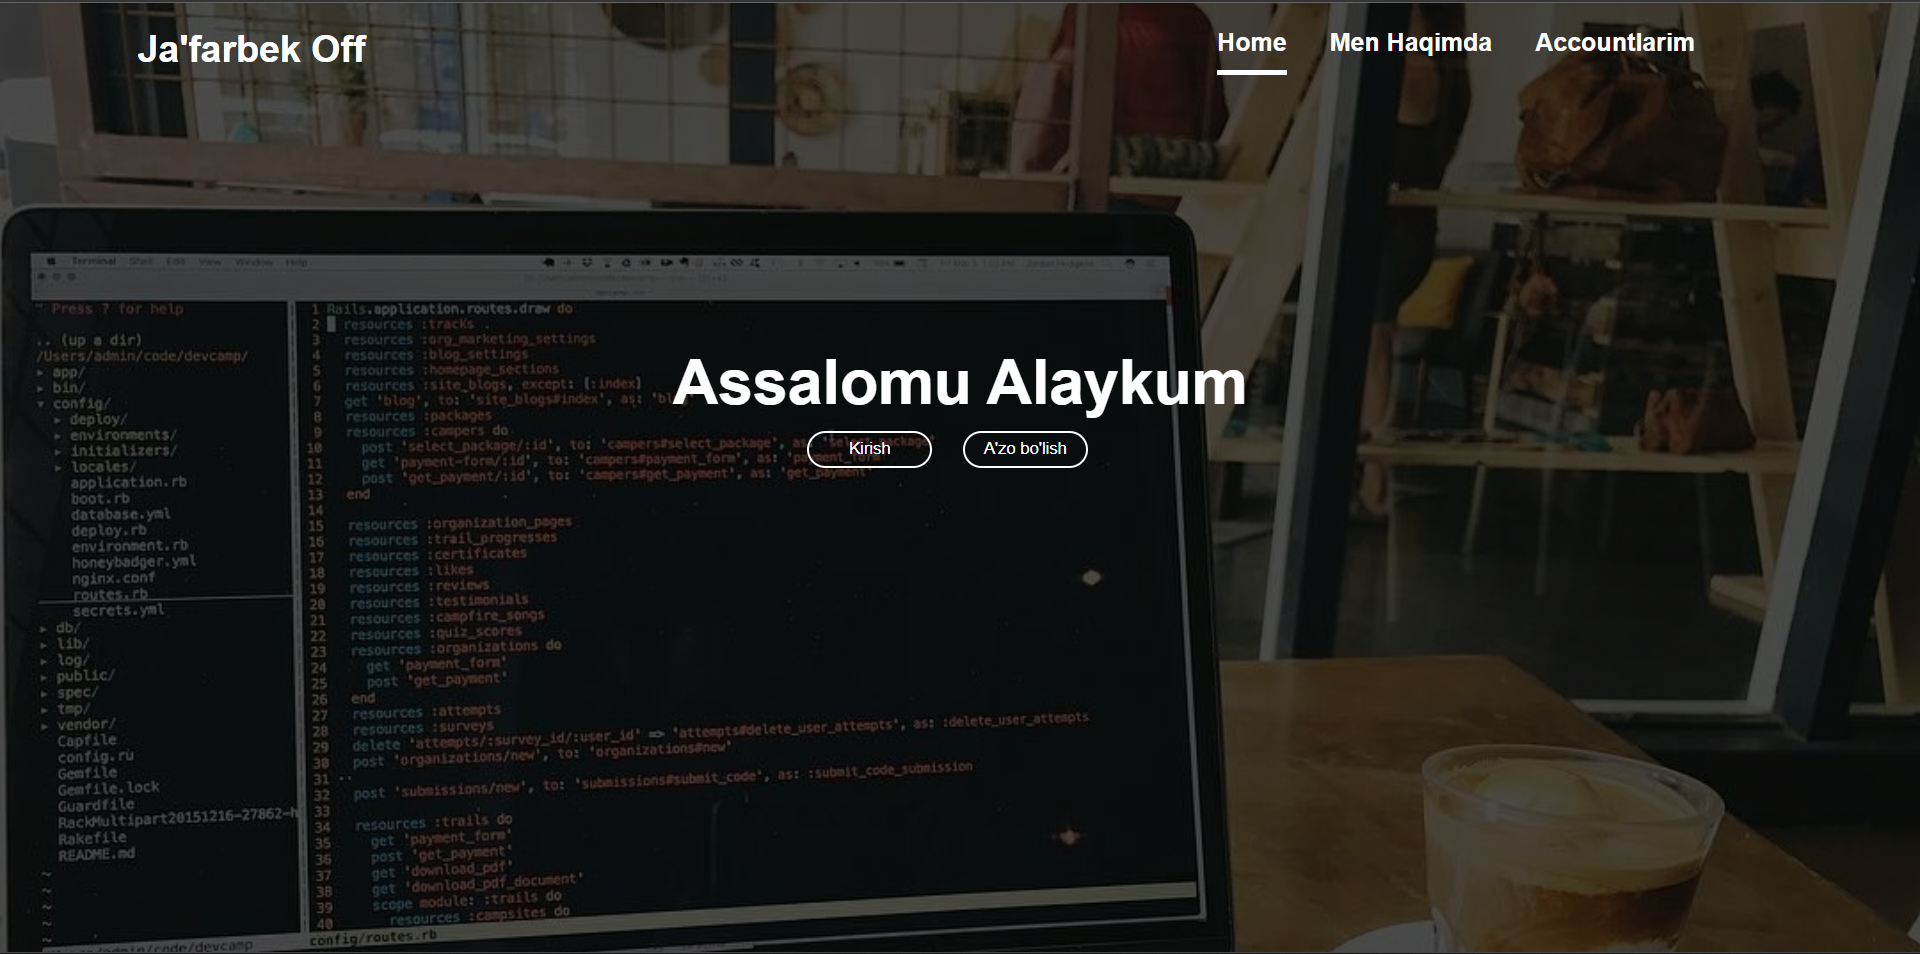 Ja'farbek Off
Home Men Haqimda Accountlarim
Assalomu Alaykum
Kirish A'zo bo'lish
Terminal Shell Edit View Window Help
Press ? for help
.. (up a dir)
/Users/admin/code/devcamp/
app/
bin/
config/
deploy/
environments/
initializers/
locales/
application.rb
boot.rb
database.yml
deploy.rb
environment.rb
honeybadger.yml
nginx.conf
routes.rb
secrets.yml
db/
lib/
log/
public/
spec/
tmp/
vendor/
Capfile
config.ru
Gemfile
Gemfile.lock
Guardfile
RackMultipart20151216-27862-h
Rakefile
README.md
1 Rails.application.routes.draw do
2 resources :tracks
3 resources :org_marketing_settings
4 resources :blog_settings
5 resources :homepage_sections
6 resources :site_blogs, except: [:index]
7 get 'blog', to: 'site_blogs#index', as:
8 resources :packages
9 resources :campers do
10 post 'select_package/:id', to: 'campers#select_package', as: 'select_package'
11 get 'payment-form/:id', to: 'campers#payment_form', as: 'payment_form'
12 post 'get_payment/:id', to: 'campers#get_payment', as: 'get_payment'
13 end
14
15 resources :organization_pages
16 resources :trail_progresses
17 resources :certificates
18 resources :likes
19 resources :reviews
20 resources :testimonials
21 resources :campfire_songs
22 resources :quiz_scores
23 resources :organizations do
24 get 'payment_form'
25 post 'get_payment'
26 end
27 resources :attempts
28 resources :surveys
29 delete 'attempts/:survey_id/:user_id' => 'attempts#delete_user_attempts', as: :delete_user_attempts
30 post 'organizations/new', to: 'organizations#new'
31
32 post 'submissions/new', to: 'submissions#submit_code', as: :submit_code_submission
33
34 resources :trails do
35 get 'payment_form'
36 post 'get_payment'
37 get 'download_pdf'
38 get 'download_pdf_document'
39 scope module: :trails do
40 resources :campsites do
config/routes.rb